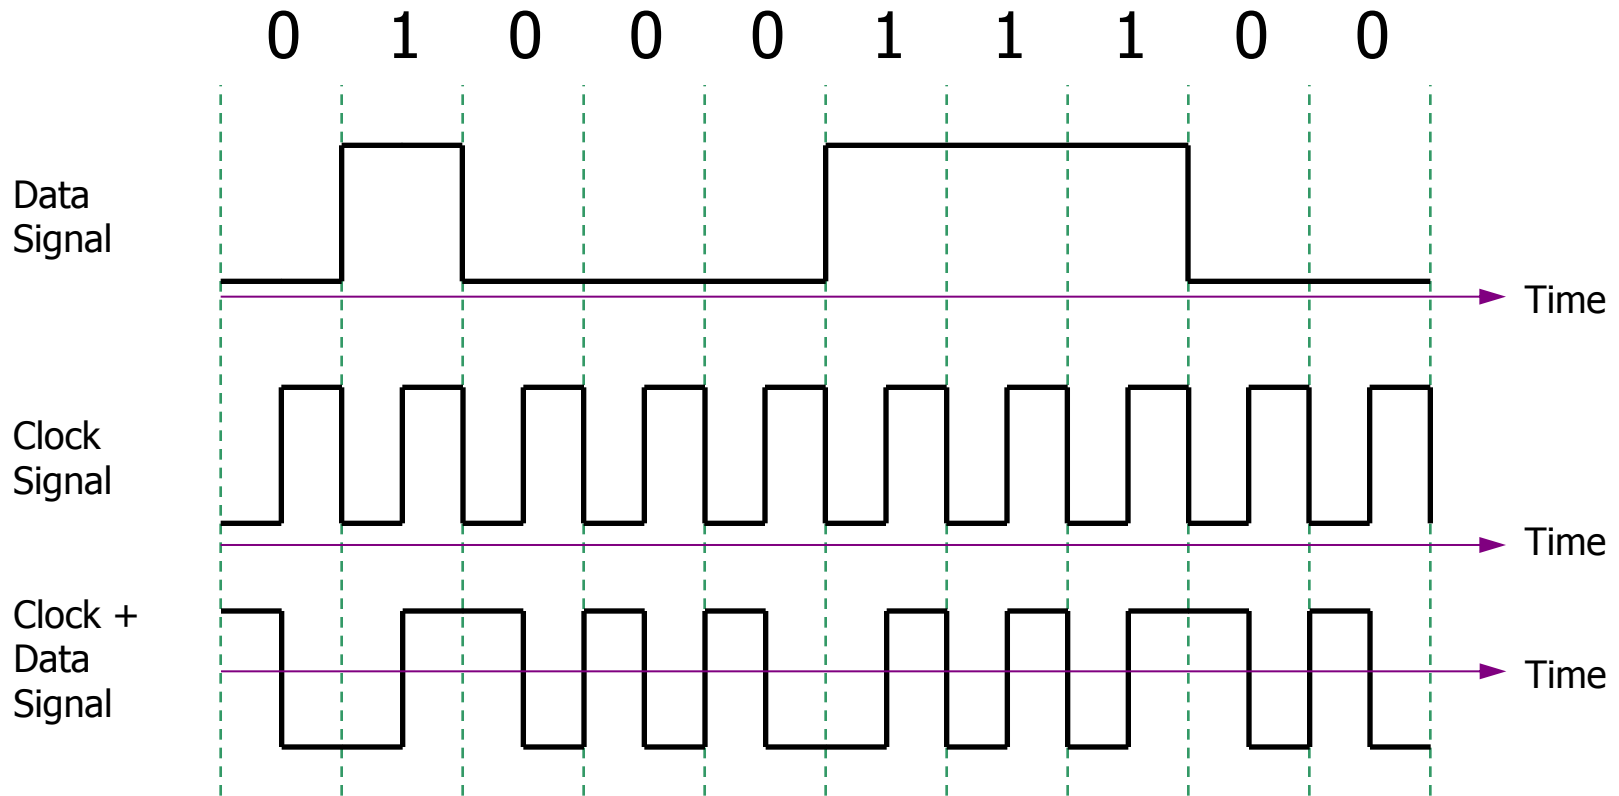 0 1 0 0 0 1 1 1 0 0
Data
Signal
Time
Clock
Signal
Time
Clock +
Data
Signal
Time